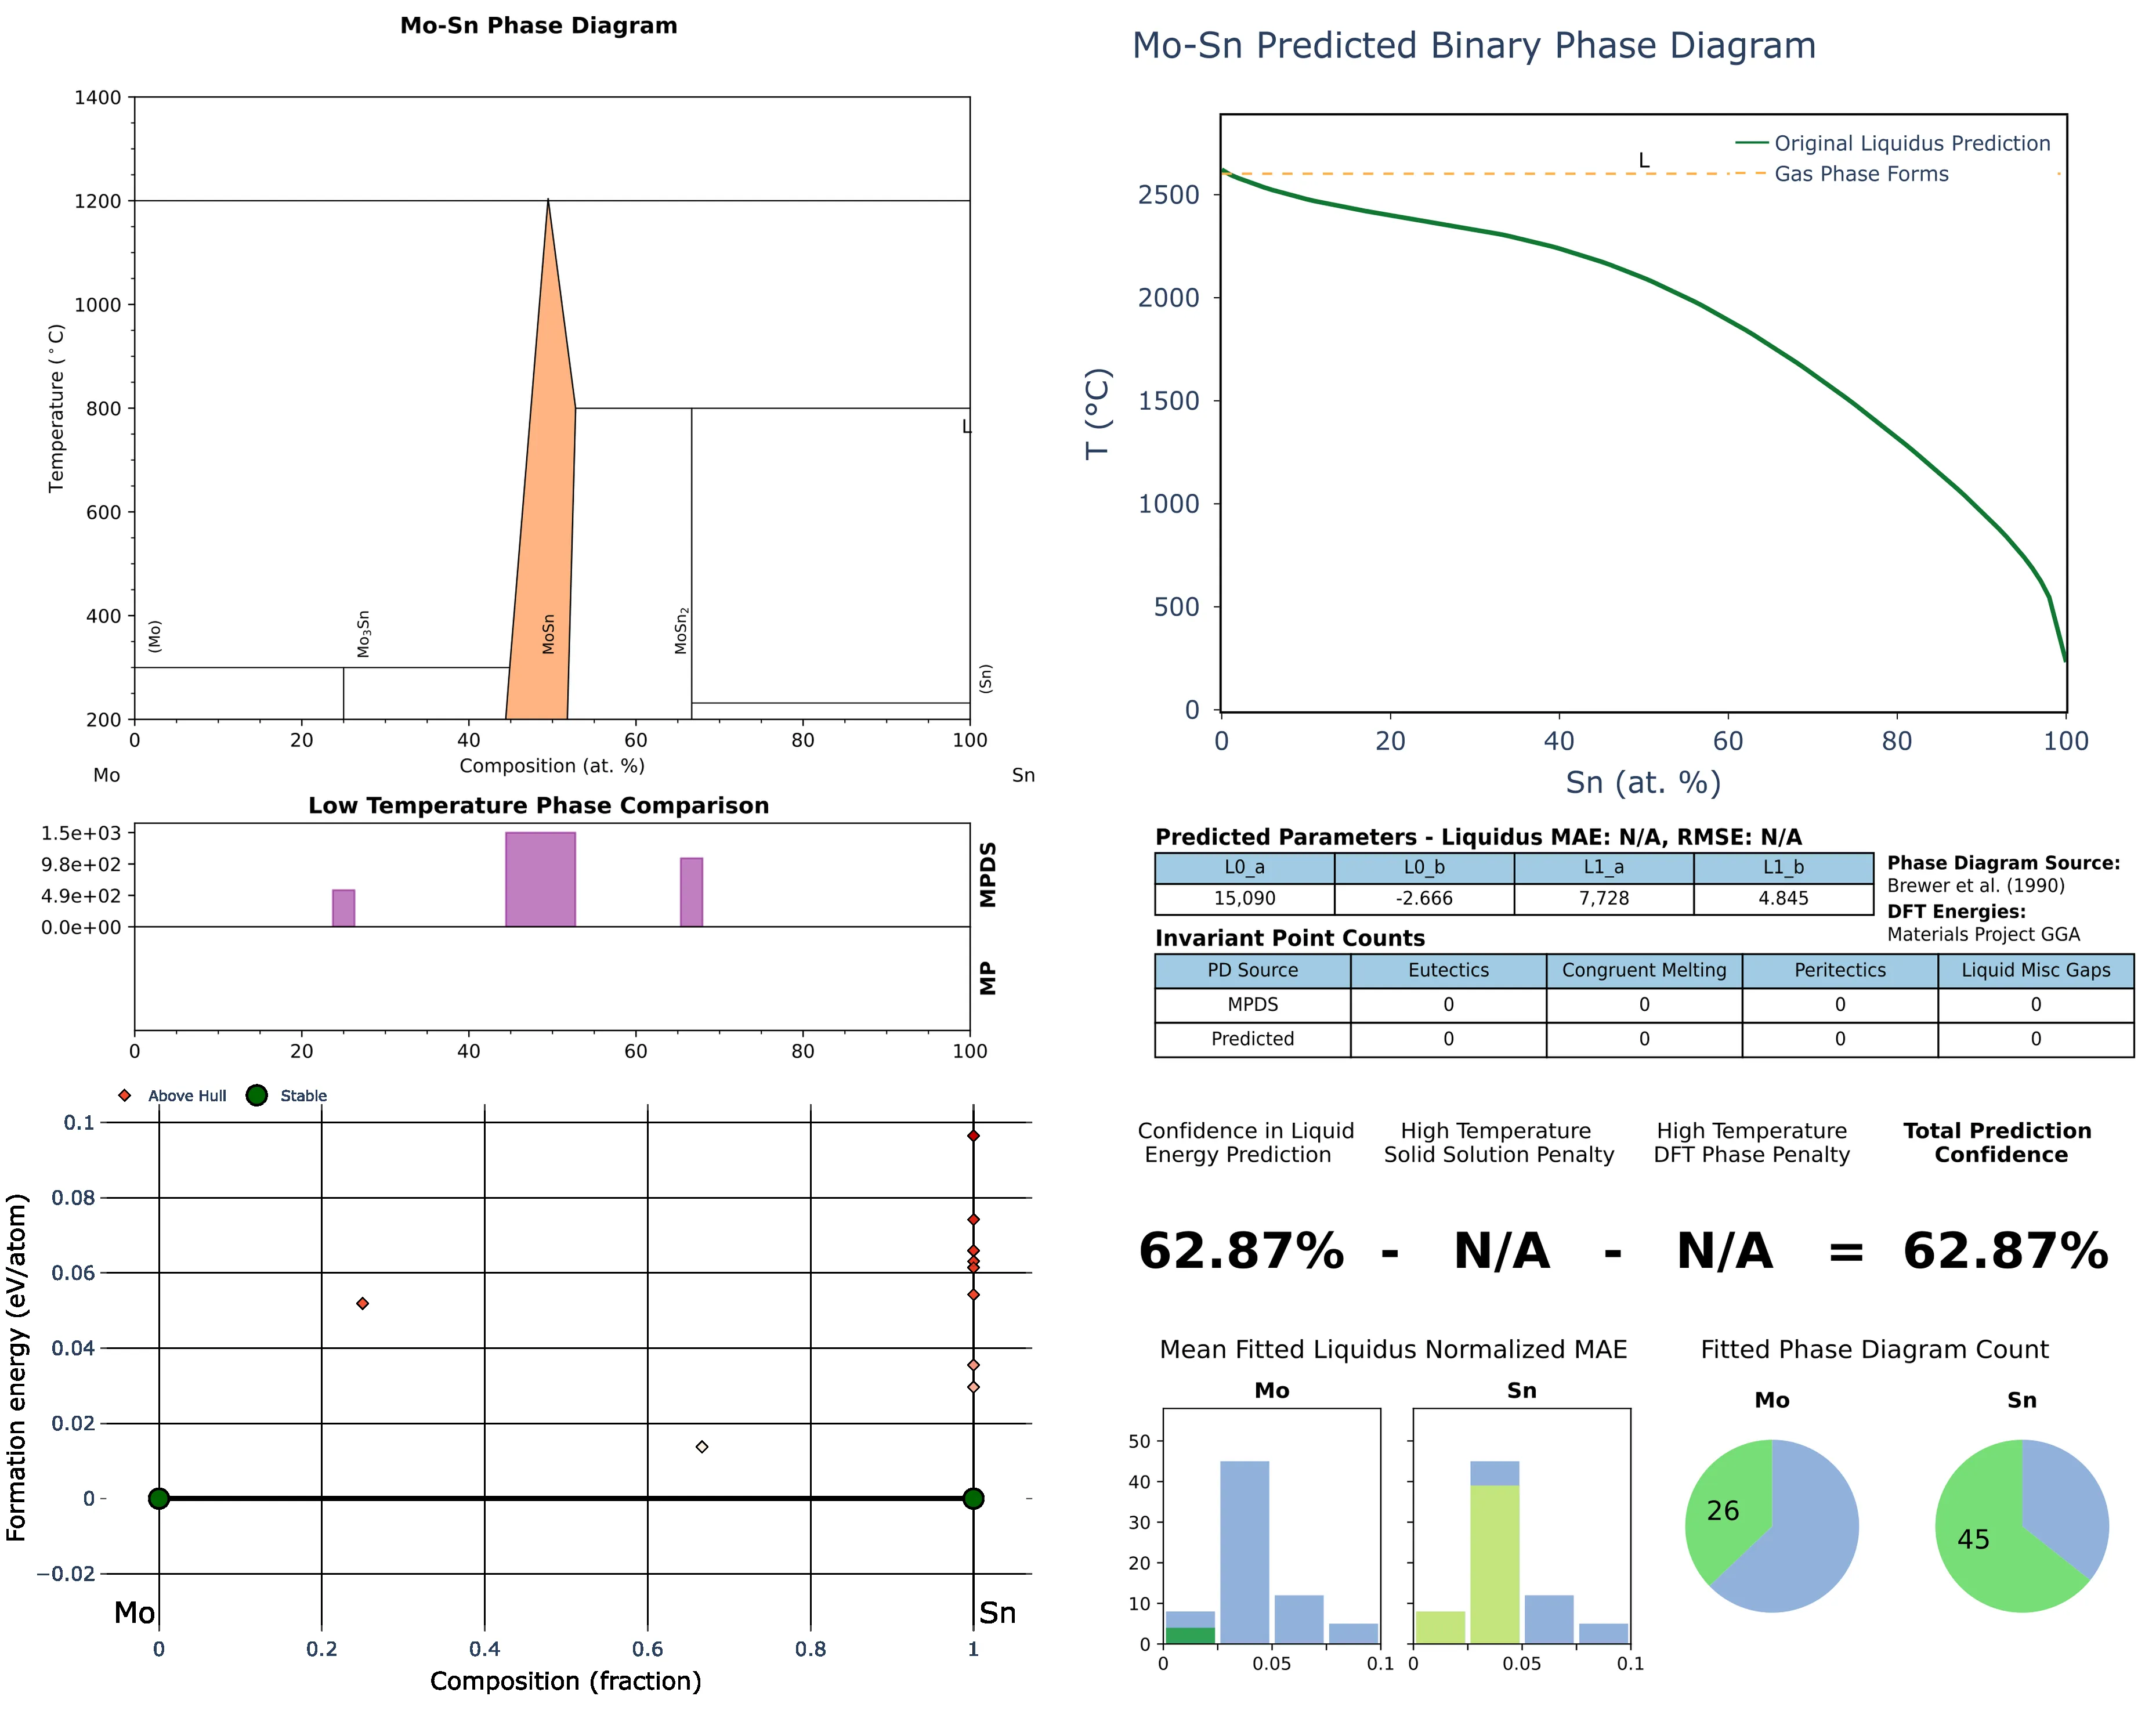 Mo-Sn Phase Diagram
1400
1200
1000
800
600
400
200
Temperature (°C)
(Mo)
Mo₃Sn
MoSn
MoSn₂
L
(Sn)
0 20 40 60 80 100
Composition (at. %)
Mo Sn
Low Temperature Phase Comparison
1.5e+03
9.8e+02
4.9e+02
0.0e+00
MPDS
MP
0 20 40 60 80 100
Above Hull Stable
0.1
0.08
0.06
0.04
0.02
0
−0.02
Formation energy (eV/atom)
Mo Sn
0 0.2 0.4 0.6 0.8 1
Composition (fraction)
Mo-Sn Predicted Binary Phase Diagram
L
Original Liquidus Prediction
Gas Phase Forms
2500
2000
1500
1000
500
0
T (°C)
0 20 40 60 80 100
Sn (at. %)
Predicted Parameters - Liquidus MAE: N/A, RMSE: N/A
L0_a L0_b L1_a L1_b
15,090 -2.666 7,728 4.845
Phase Diagram Source:
Brewer et al. (1990)
DFT Energies:
Materials Project GGA
Invariant Point Counts
PD Source Eutectics Congruent Melting Peritectics Liquid Misc Gaps
MPDS 0 0 0 0
Predicted 0 0 0 0
Confidence in Liquid
Energy Prediction
High Temperature
Solid Solution Penalty
High Temperature
DFT Phase Penalty
Total Prediction
Confidence
62.87% - N/A - N/A = 62.87%
Mean Fitted Liquidus Normalized MAE
Mo Sn
50
40
30
20
10
0
0 0.05 0.1 0 0.05 0.1
Fitted Phase Diagram Count
Mo Sn
26 45